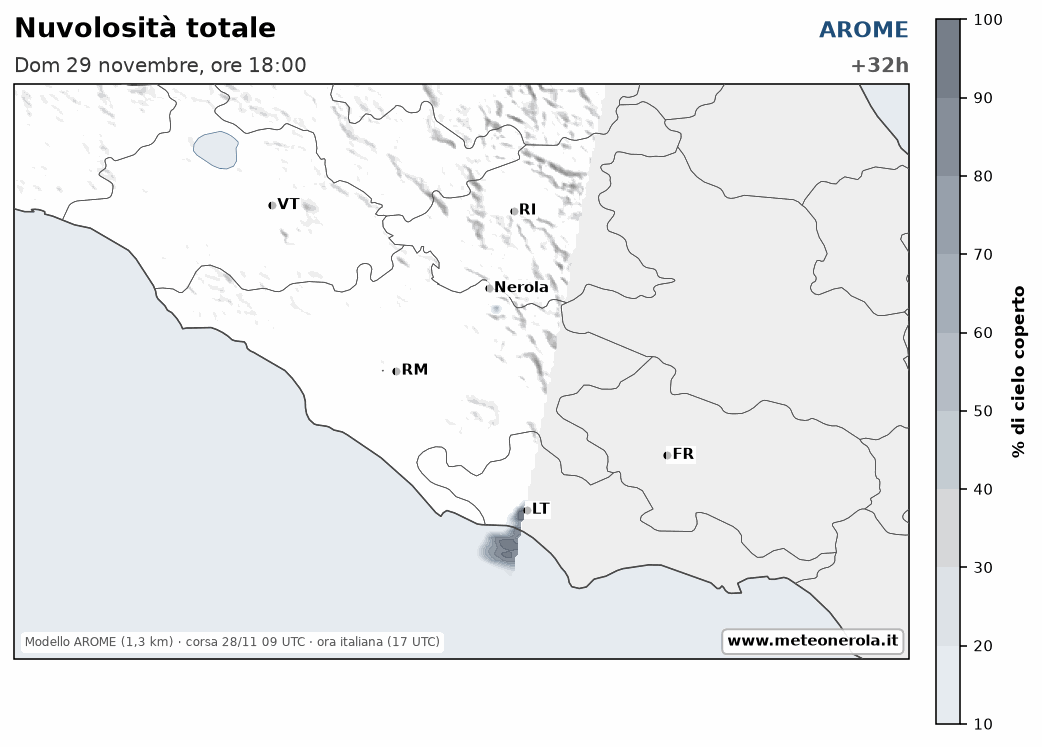 Nuvolosità totale
AROME
Dom 29 novembre, ore 18:00
+32h
VT
RI
Nerola
RM
FR
LT
Modello AROME (1,3 km) · corsa 28/11 09 UTC · ora italiana (17 UTC)
www.meteonerola.it
100
90
80
70
60
50
40
30
20
10
% di cielo coperto